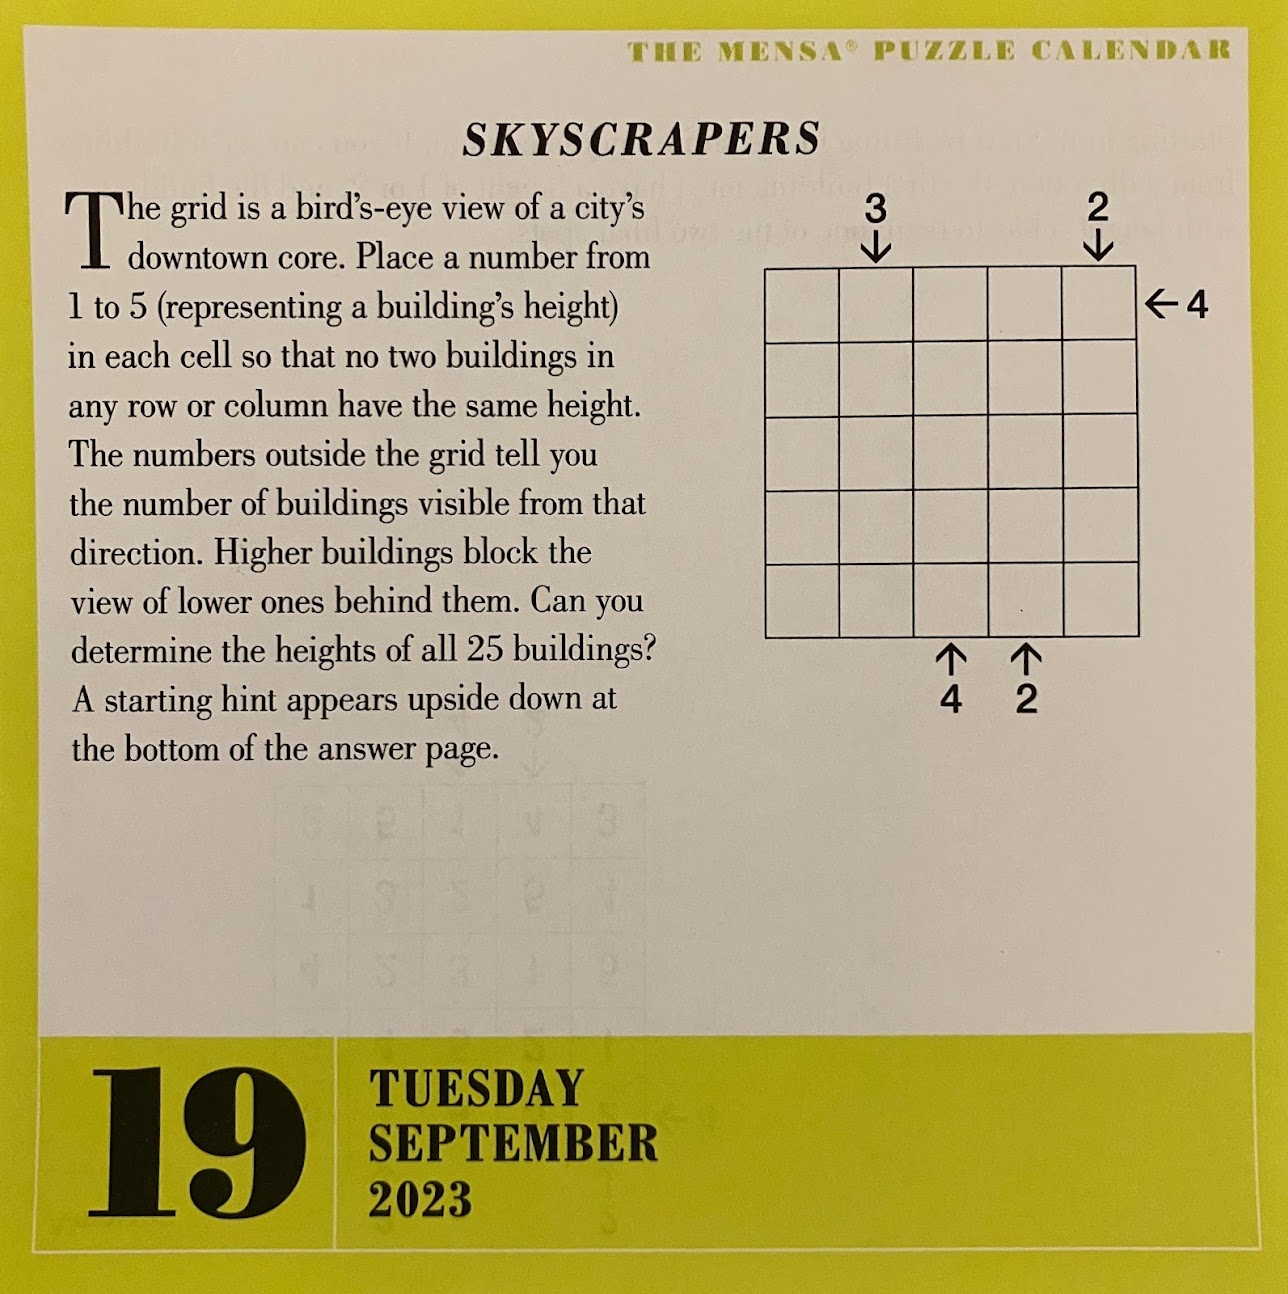 THE MENSA® PUZZLE CALENDAR
SKYSCRAPERS
The grid is a bird's-eye view of a city's
downtown core. Place a number from
1 to 5 (representing a building's height)
in each cell so that no two buildings in
any row or column have the same height.
The numbers outside the grid tell you
the number of buildings visible from that
direction. Higher buildings block the
view of lower ones behind them. Can you
determine the heights of all 25 buildings?
A starting hint appears upside down at
the bottom of the answer page.
3 2
↓ ↓
←4
↑ ↑
4 2
19
TUESDAY
SEPTEMBER
2023